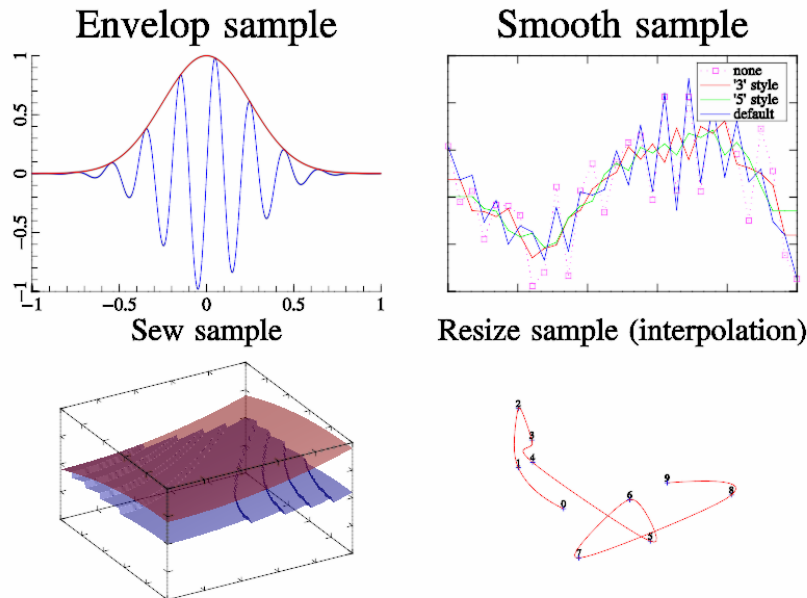 Envelop sample
1
0.5
0
−0.5
−1
−1
−0.5
0
0.5
1
Smooth sample
none
'3' style
'5' style
default
Sew sample
Resize sample (interpolation)
2
3
4
1
0
9
8
6
5
7